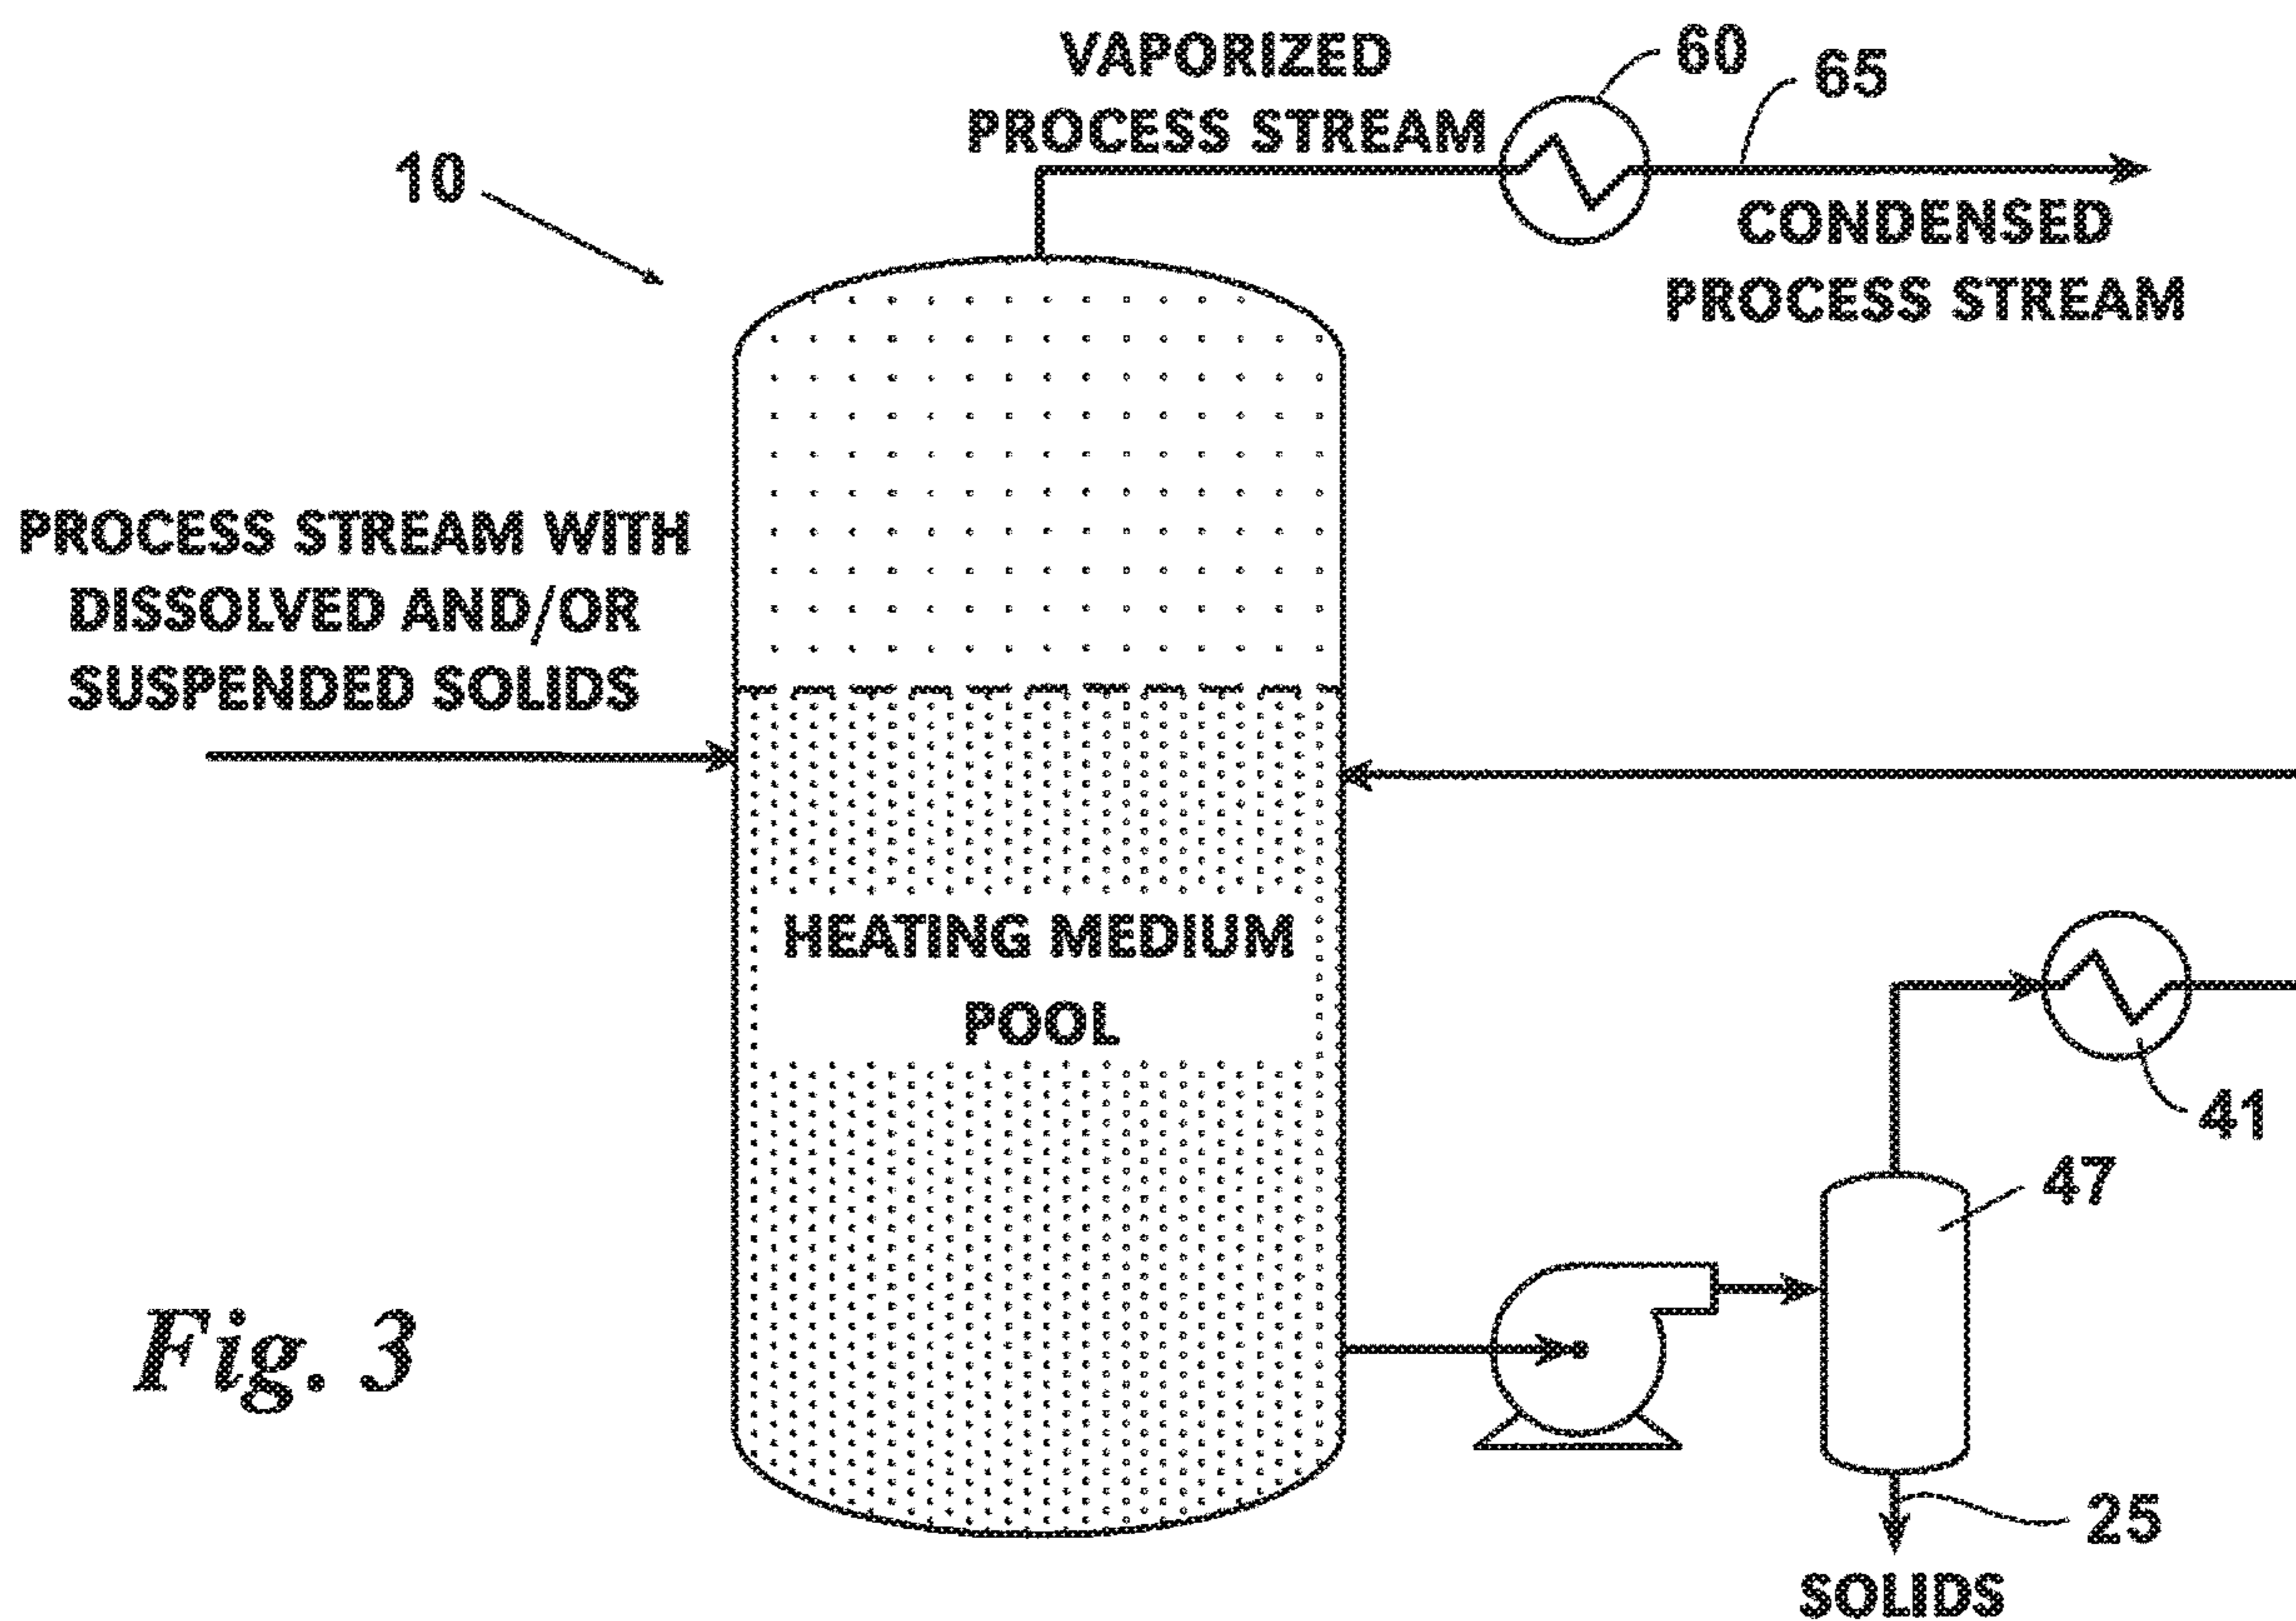 VAPORIZED
PROCESS STREAM
60
65
10
CONDENSED
PROCESS STREAM
PROCESS STREAM WITH
DISSOLVED AND/OR
SUSPENDED SOLIDS
HEATING MEDIUM
POOL
41
47
Fig. 3
25
SOLIDS